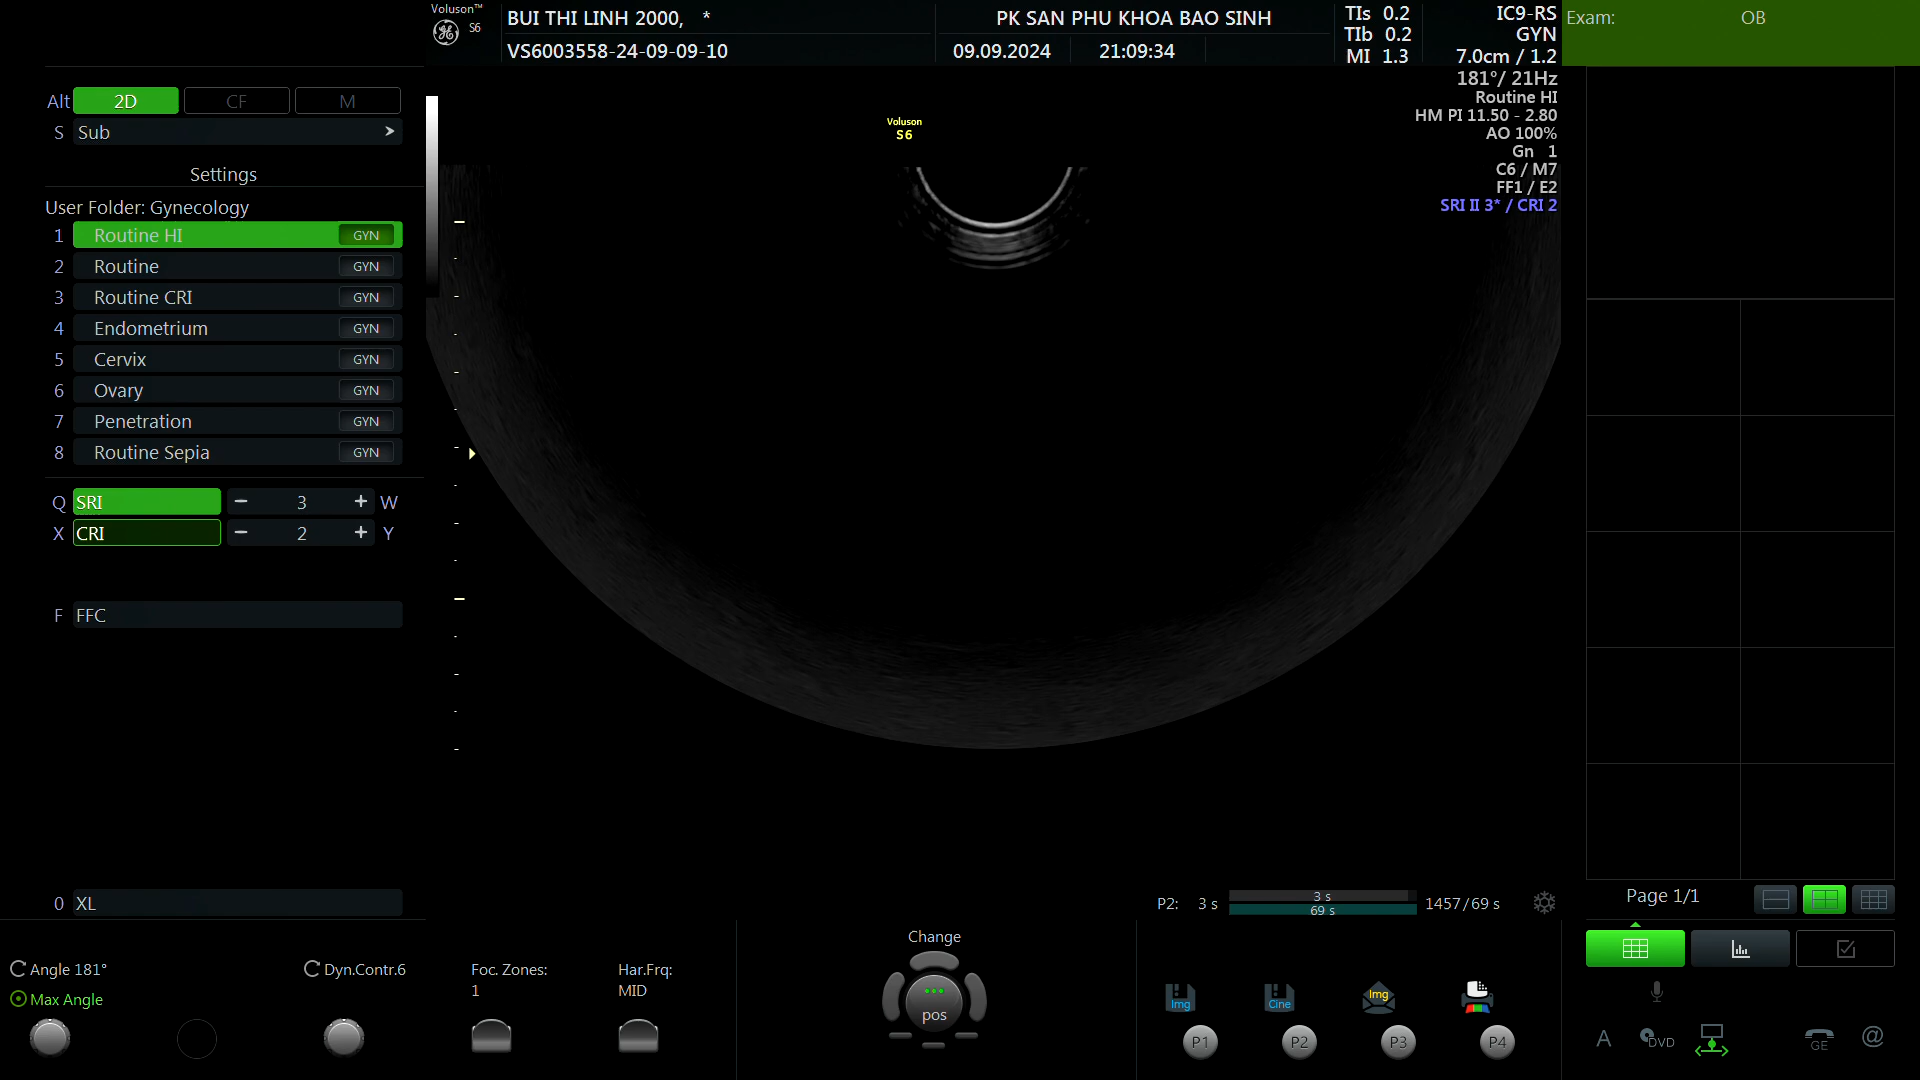 Voluson™
S6
BUI THI LINH 2000, *
PK SAN PHU KHOA BAO SINH
VS6003558-24-09-09-10
09.09.2024
21:09:34
TIs 0.2
TIb 0.2
MI 1.3
IC9-RS
GYN
7.0cm / 1.2
181°/ 21Hz
Routine HI
HM PI 11.50 - 2.80
AO 100%
Gn 1
C6 / M7
FF1 / E2
SRI II 3* / CRI 2
Exam: OB
Alt 2D CF M
S Sub >
Settings
User Folder: Gynecology
1 Routine HI GYN
2 Routine GYN
3 Routine CRI GYN
4 Endometrium GYN
5 Cervix GYN
6 Ovary GYN
7 Penetration GYN
8 Routine Sepia GYN
Q SRI − 3 + W
X CRI − 2 + Y
F FFC
0 XL
Voluson
S6
P2: 3 s
3 s
69 s
1457/69 s
Page 1/1
Angle 181°
Max Angle
Dyn.Contr.6
Foc. Zones:
1
Har.Frq:
MID
Change
pos
Img
Cine
Img
P1
P2
P3
P4
A
DVD
GE
@